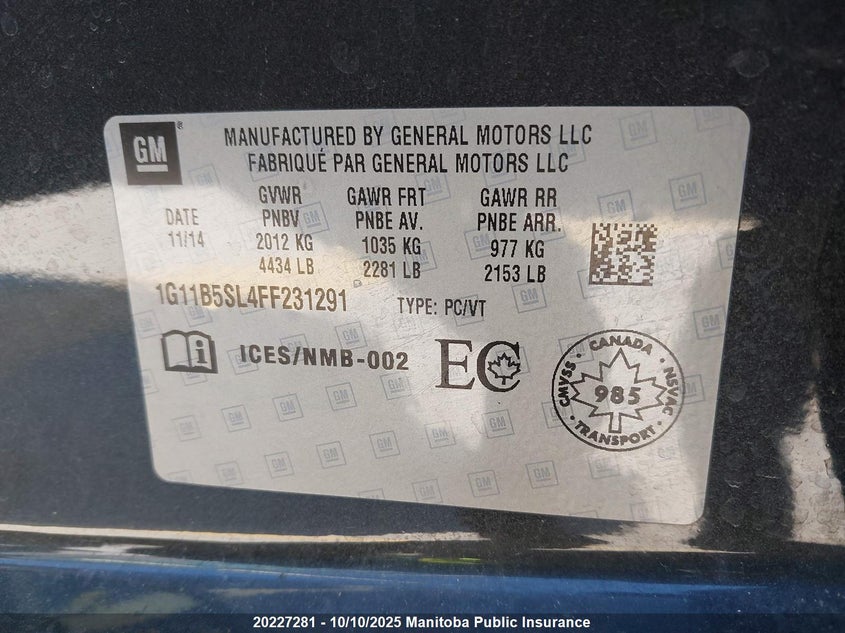 GM
MANUFACTURED BY GENERAL MOTORS LLC
FABRIQUÉ PAR GENERAL MOTORS LLC
GVWR GAWR FRT GAWR RR
DATE PNBV PNBE AV. PNBE ARR.
11/14 2012 KG 1035 KG 977 KG
4434 LB 2281 LB 2153 LB
1G11B5SL4FF231291 TYPE: PC/VT
ICES/NMB-002 EC
CANADA
CMVSS 985 NSVAC
TRANSPORT
20227281 - 10/10/2025 Manitoba Public Insurance